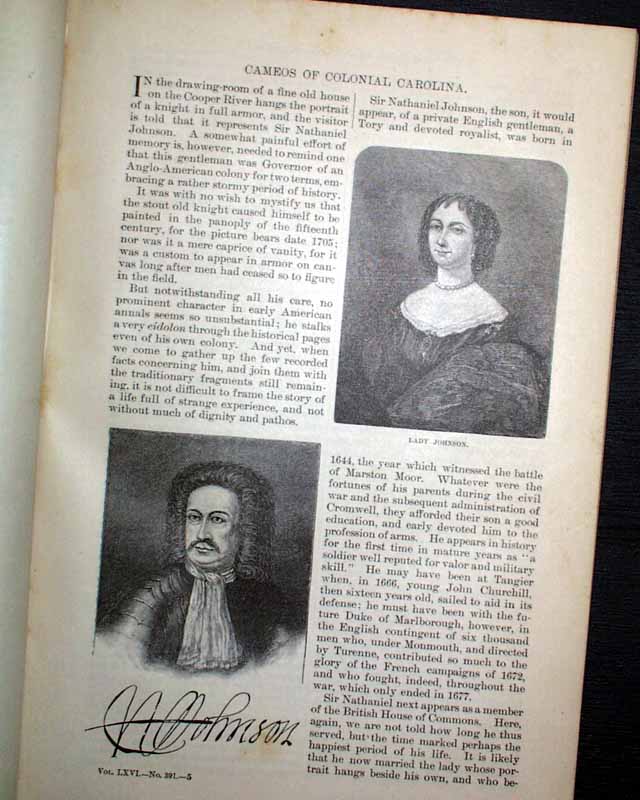 CAMEOS OF COLONIAL CAROLINA.
IN the drawing-room of a fine old house
on the Cooper River hangs the portrait
of a knight in full armor, and the visitor
is told that it represents Sir Nathaniel
Johnson. A somewhat painful effort of
memory is, however, needed to remind one
that this gentleman was Governor of an
Anglo-American colony for two terms, em-
bracing a rather stormy period of history.
It was with no wish to mystify us that
the stout old knight caused himself to be
painted in the panoply of the fifteenth
century, for the picture bears date 1705;
nor was it a mere caprice of vanity, for it
was a custom to appear in armor on can-
vas long after men had ceased so to figure
in the field.
But notwithstanding all his care, no
prominent character in early American
annals seems so unsubstantial; he stalks
a very eidolon through the historical pages
even of his own colony. And yet, when
we come to gather up the few recorded
facts concerning him, and join them with
the traditionary fragments still remain-
ing, it is not difficult to frame the story of
a life full of strange experience, and not
without much of dignity and pathos.
N Johnson
Vol. LXVI.—No. 391.—5
Sir Nathaniel Johnson, the son, it would
appear, of a private English gentleman, a
Tory and devoted royalist, was born in
LADY JOHNSON.
1644, the year which witnessed the battle
of Marston Moor. Whatever were the
fortunes of his parents during the civil
war and the subsequent administration of
Cromwell, they afforded their son a good
education, and early devoted him to the
profession of arms. He appears in history
for the first time in mature years as "a
soldier well reputed for valor and military
skill." He may have been at Tangier
when, in 1666, young John Churchill,
then sixteen years old, sailed to aid in its
defense; he must have been with the fu-
ture Duke of Marlborough, however, in
the English contingent of six thousand
men who, under Monmouth, and directed
by Turenne, contributed so much to the
glory of the French campaigns of 1672,
and who fought, indeed, throughout the
war, which only ended in 1677.
Sir Nathaniel next appears as a member
of the British House of Commons. Here,
again, we are not told how long he thus
served, but the time marked perhaps the
happiest period of his life. It is likely
that he now married the lady whose por-
trait hangs beside his own, and who be-